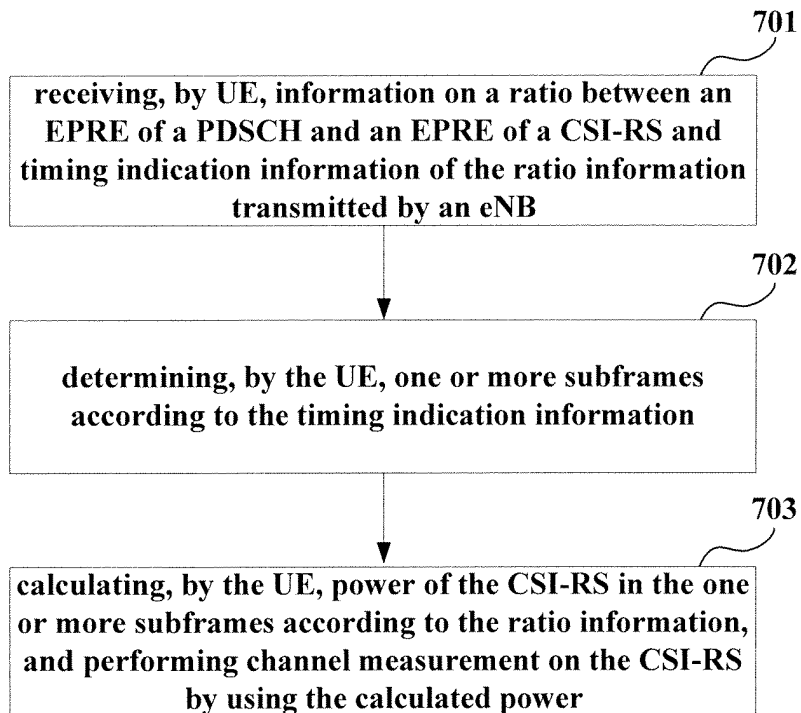 701
receiving, by UE, information on a ratio between an
EPRE of a PDSCH and an EPRE of a CSI-RS and
timing indication information of the ratio information
transmitted by an eNB
702
determining, by the UE, one or more subframes
according to the timing indication information
703
calculating, by the UE, power of the CSI-RS in the one
or more subframes according to the ratio information,
and performing channel measurement on the CSI-RS
by using the calculated power